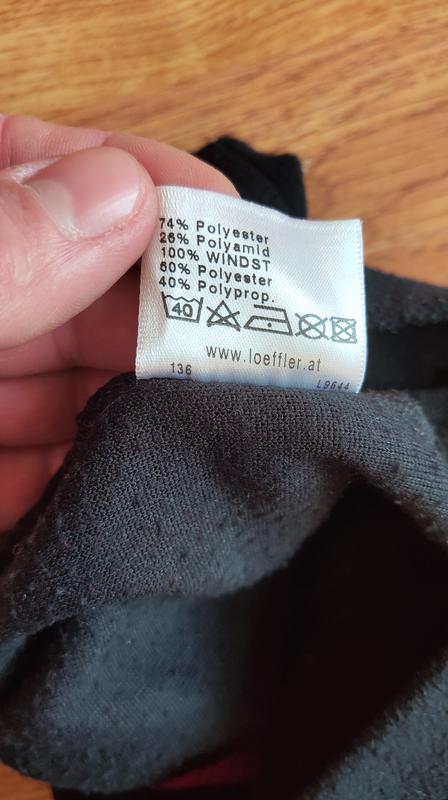 74% Polyester
26% Polyamid
100% WINDST
60% Polyester
40% Polyprop.
40
www.loeffler.at
136
L9644